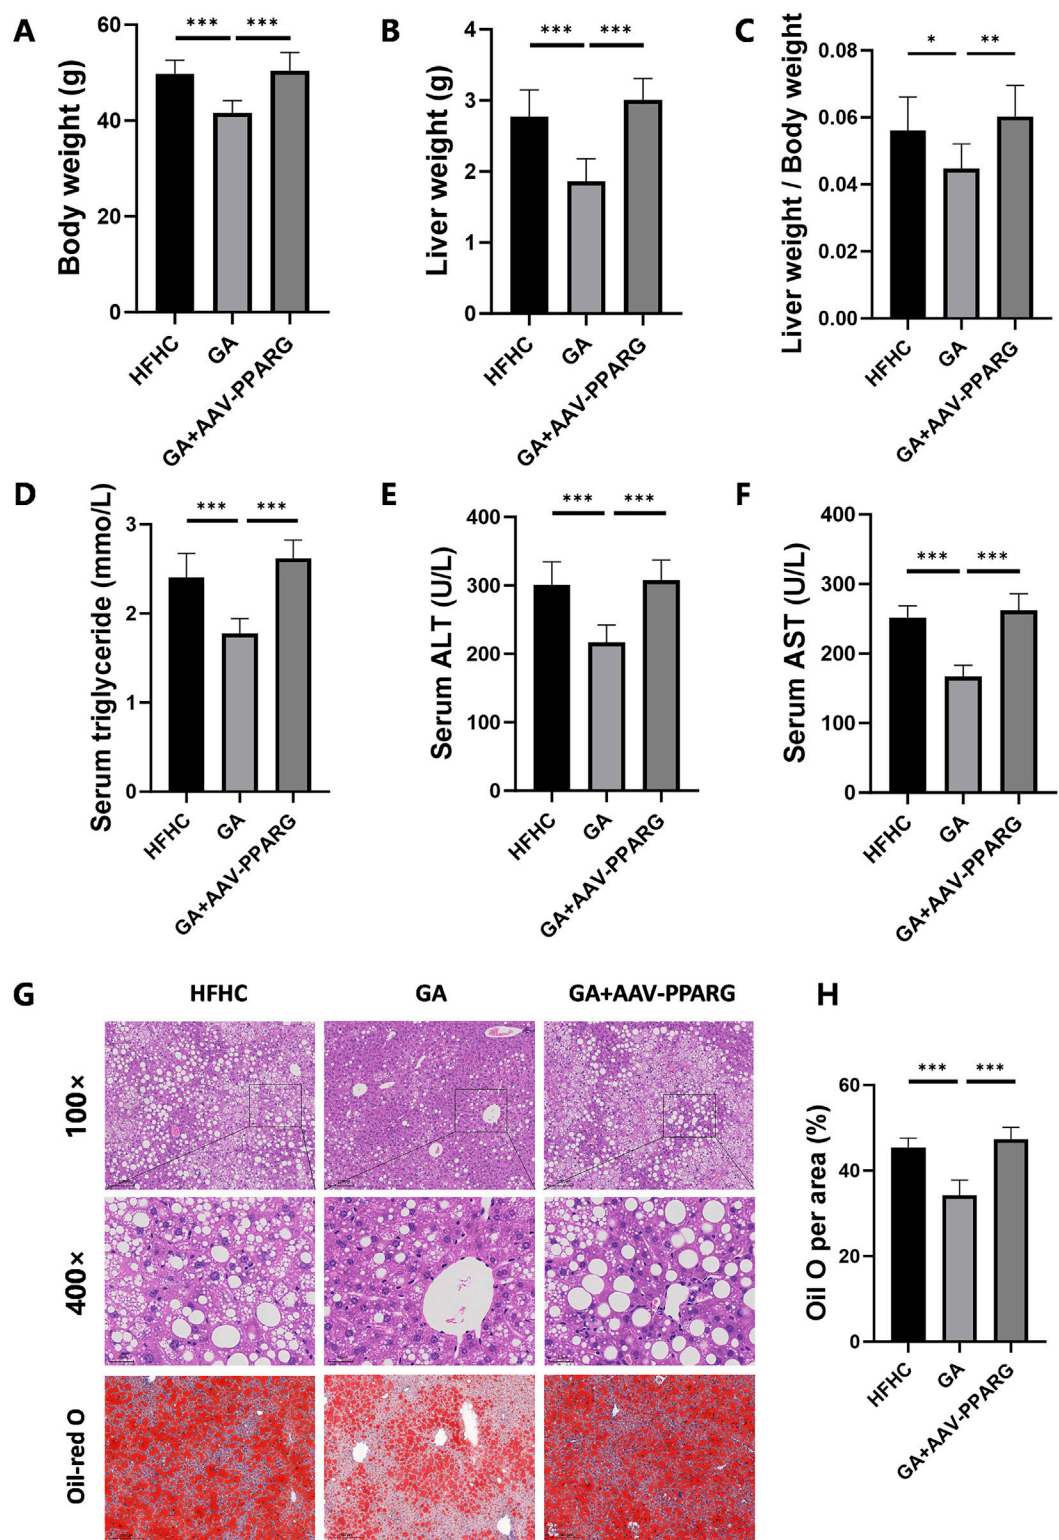 A
Body weight (g)
60
40
20
0
*** ***
HFHC
GA
GA+AAV-PPARG
B
Liver weight (g)
4
3
2
1
0
*** ***
HFHC
GA
GA+AAV-PPARG
C
Liver weight / Body weight
0.08
0.06
0.04
0.02
0.00
* **
HFHC
GA
GA+AAV-PPARG
D
Serum triglyceride (mmo/L)
3
2
1
0
*** ***
HFHC
GA
GA+AAV-PPARG
E
Serum ALT (U/L)
400
300
200
100
0
*** ***
HFHC
GA
GA+AAV-PPARG
F
Serum AST (U/L)
400
300
200
100
0
*** ***
HFHC
GA
GA+AAV-PPARG
G
HFHC GA GA+AAV-PPARG
100×
400×
Oil-red O
H
Oil O per area (%)
60
40
20
0
*** ***
HFHC
GA
GA+AAV-PPARG